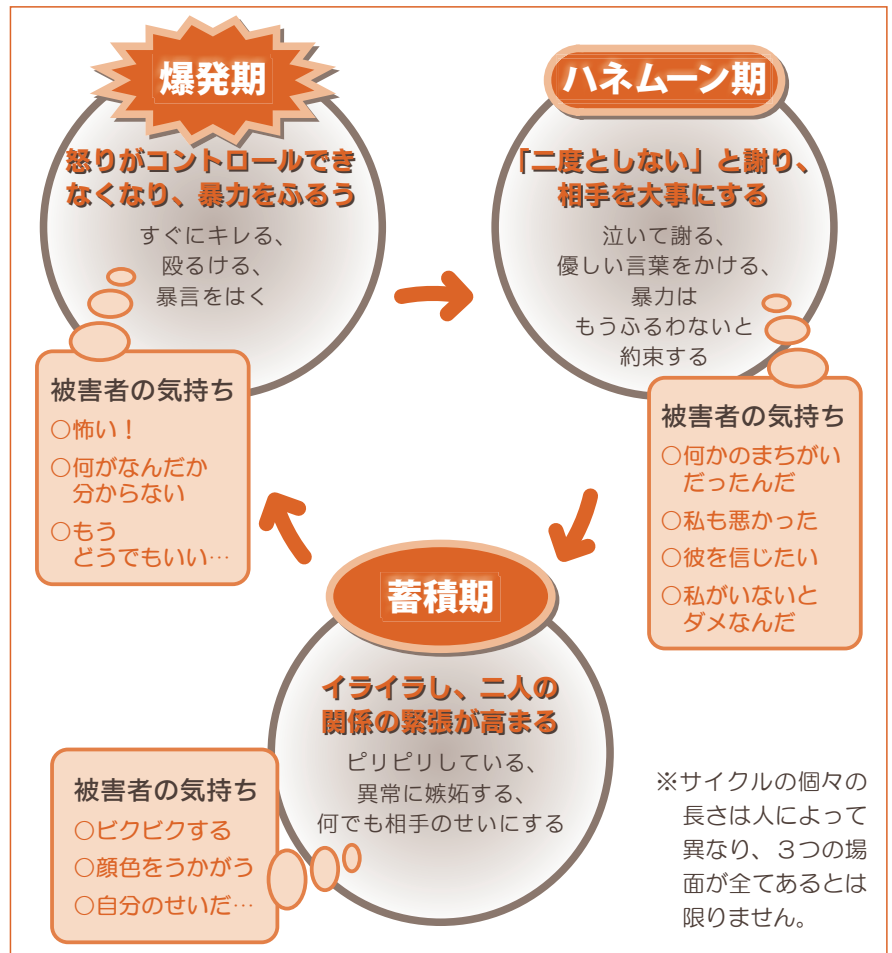 爆発期
怒りがコントロールでき
なくなり、暴力をふるう
すぐにキレる、
殴るける、
暴言をはく
被害者の気持ち
○怖い！
○何がなんだか
分からない
○もう
どうでもいい…
ハネムーン期
「二度としない」と謝り、
相手を大事にする
泣いて謝る、
優しい言葉をかける、
暴力は
もうふるわないと
約束する
被害者の気持ち
○何かのまちがい
だったんだ
○私も悪かった
○彼を信じたい
○私がいないと
ダメなんだ
蓄積期
イライラし、二人の
関係の緊張が高まる
ピリピリしている、
異常に嫉妬する、
何でも相手のせいにする
被害者の気持ち
○ビクビクする
○顔色をうかがう
○自分のせいだ…
※サイクルの個々の
長さは人によって
異なり、３つの場
面が全てあるとは
限りません。